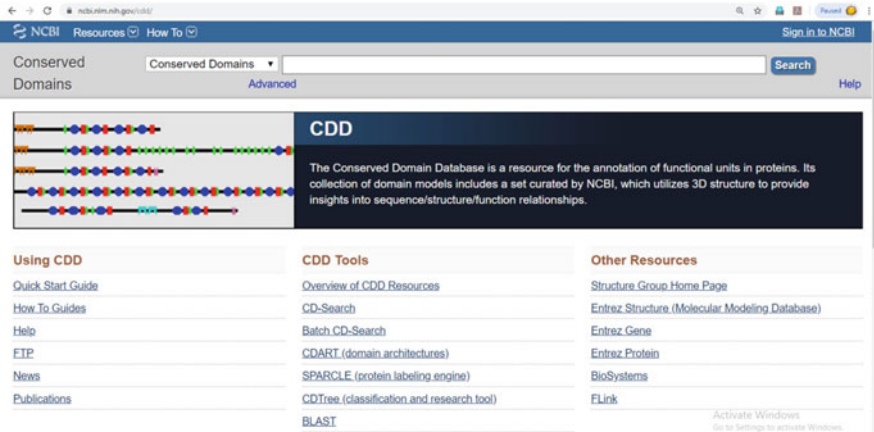 ncbi.nlm.nih.gov/cdd/
Paused
NCBI Resources How To
Sign in to NCBI
Conserved Domains
Conserved Domains
Search
Advanced
Help
CDD
The Conserved Domain Database is a resource for the annotation of functional units in proteins. Its
collection of domain models includes a set curated by NCBI, which utilizes 3D structure to provide
insights into sequence/structure/function relationships.
Using CDD
Quick Start Guide
How To Guides
Help
FTP
News
Publications
CDD Tools
Overview of CDD Resources
CD-Search
Batch CD-Search
CDART (domain architectures)
SPARCLE (protein labeling engine)
CDTree (classification and research tool)
BLAST
Other Resources
Structure Group Home Page
Entrez Structure (Molecular Modeling Database)
Entrez Gene
Entrez Protein
BioSystems
FLink
Activate Windows
Go to Settings to activate Windows.